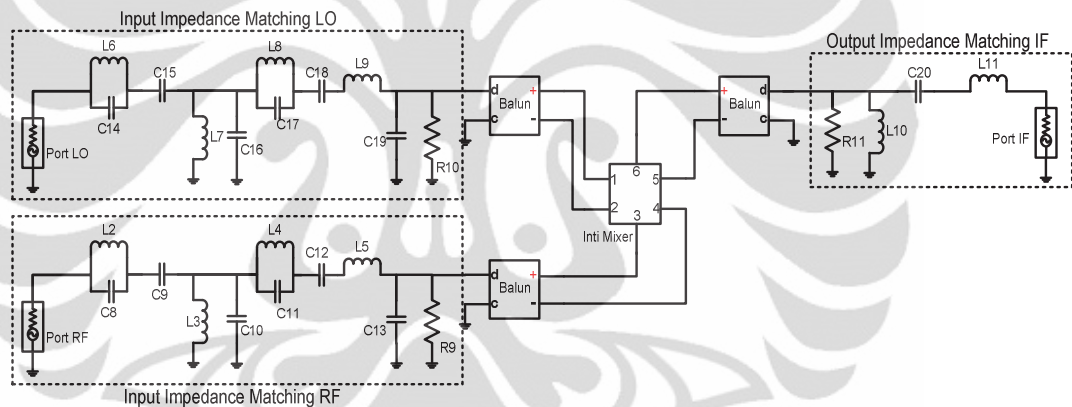 Input Impedance Matching LO
L6
C15
C14
L7
C16
L8
C17
C18
L9
C19
R10
Port LO
d
c
Balun
+
-
Input Impedance Matching RF
L2
C9
C8
L3
C10
L4
C11
C12
L5
C13
R9
Port RF
d
c
Balun
+
-
1
2
3
4
5
6
Inti Mixer
+
-
Balun
d
c
Output Impedance Matching IF
R11
L10
C20
L11
Port IF